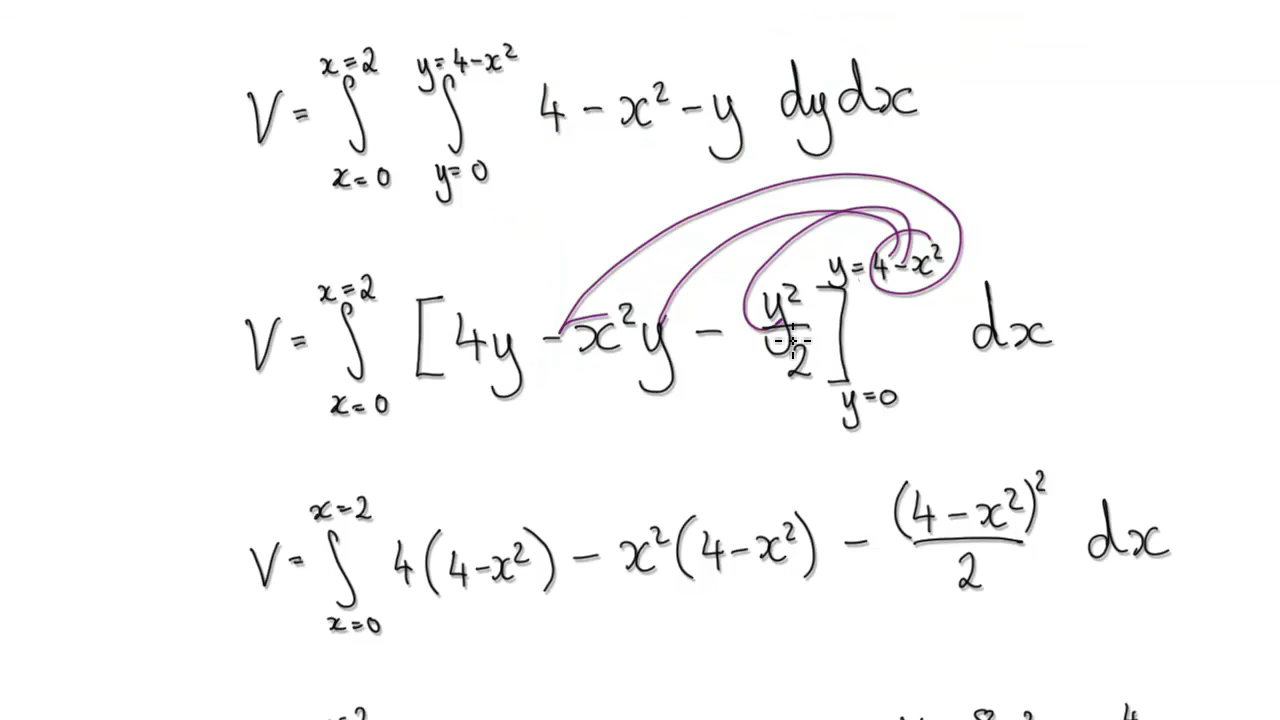 V = ∫_{x=0}^{x=2} ∫_{y=0}^{y=4-x²} 4 - x² - y dy dx
V = ∫_{x=0}^{x=2} [4y - x²y - y²/2]_{y=0}^{y=4-x²} dx
V = ∫_{x=0}^{x=2} 4(4-x²) - x²(4-x²) - (4-x²)²/2 dx